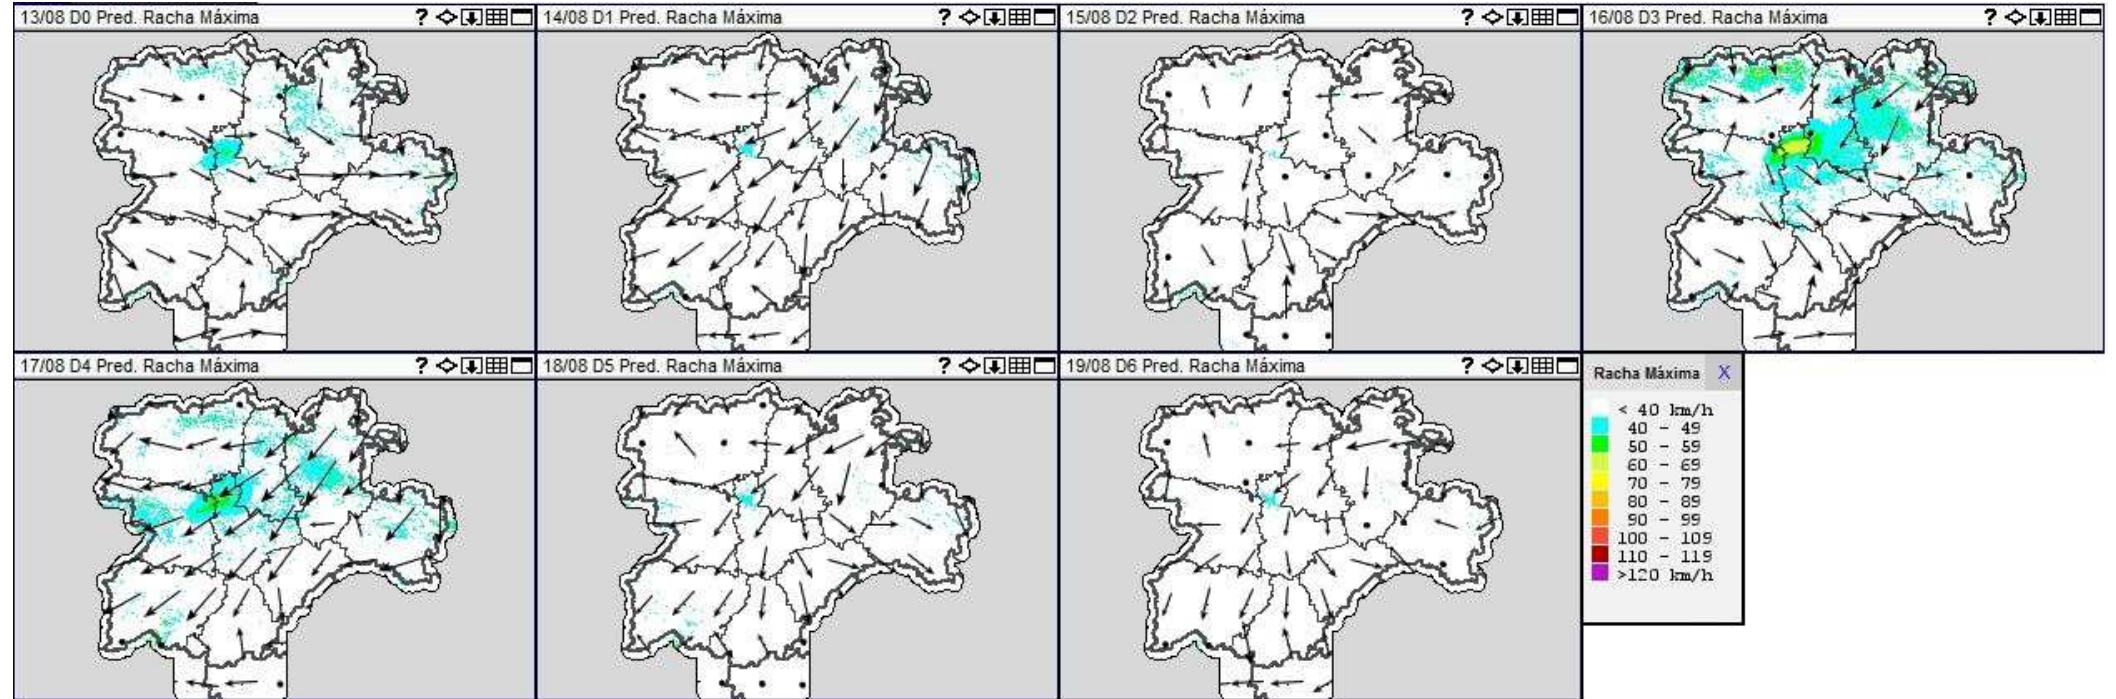 13/08 D0 Pred. Racha Máxima ?
14/08 D1 Pred. Racha Máxima ?
15/08 D2 Pred. Racha Máxima ?
16/08 D3 Pred. Racha Máxima ?
17/08 D4 Pred. Racha Máxima ?
18/08 D5 Pred. Racha Máxima ?
19/08 D6 Pred. Racha Máxima ?
Racha Máxima X
< 40 km/h
40 - 49
50 - 59
60 - 69
70 - 79
80 - 89
90 - 99
100 - 109
110 - 119
>120 km/h